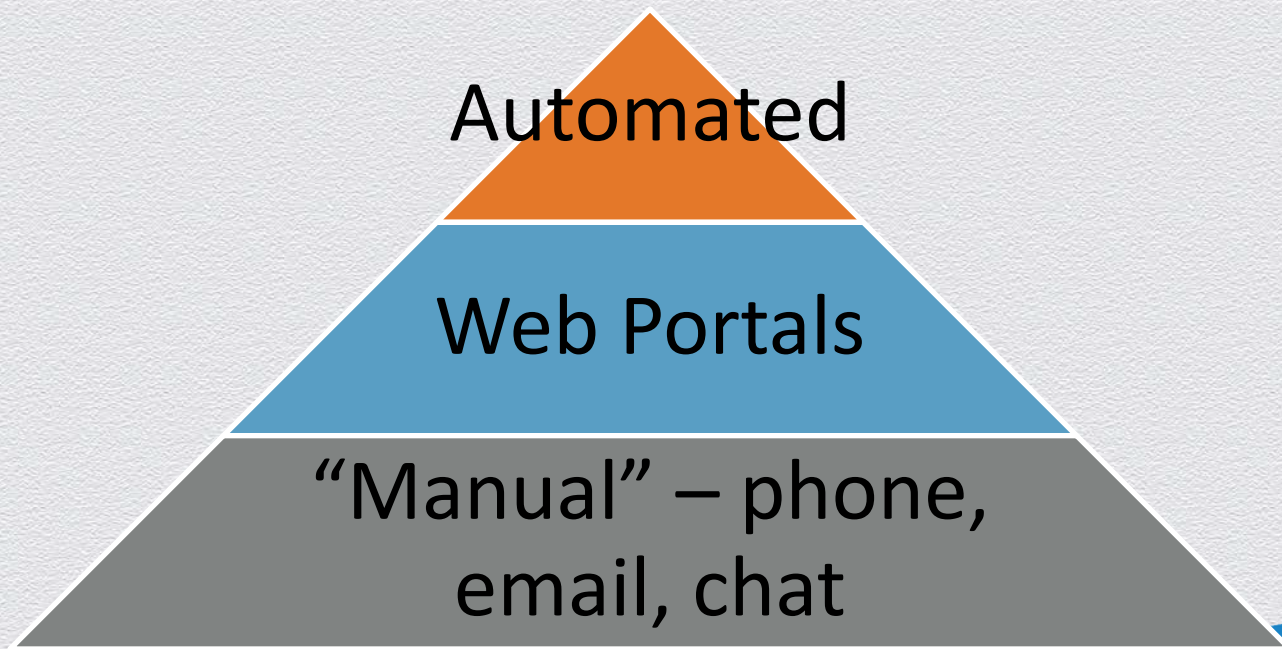 Automated
Web Portals
“Manual” – phone,
email, chat